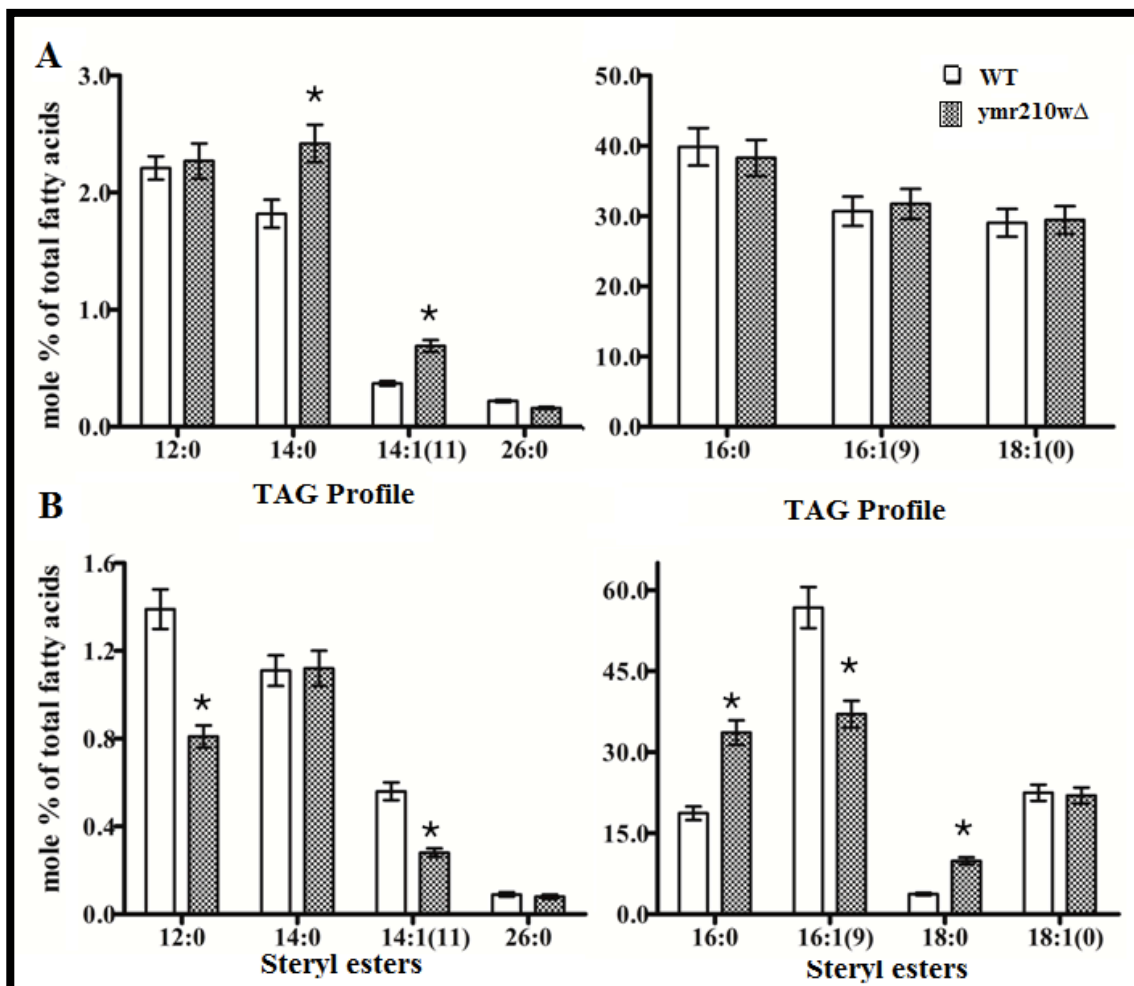 A
mole % of total fatty acids
3.0
2.0
1.0
0.0
*
*
12:0 14:0 14:1(11) 26:0
TAG Profile
50.0
40.0
30.0
20.0
10.0
0.0
WT
ymr210wΔ
16:0 16:1(9) 18:1(0)
TAG Profile
B
mole % of total fatty acids
1.6
1.2
0.8
0.4
0.0
*
*
12:0 14:0 14:1(11) 26:0
Steryl esters
60.0
45.0
30.0
15.0
0.0
*
*
*
16:0 16:1(9) 18:0 18:1(0)
Steryl esters